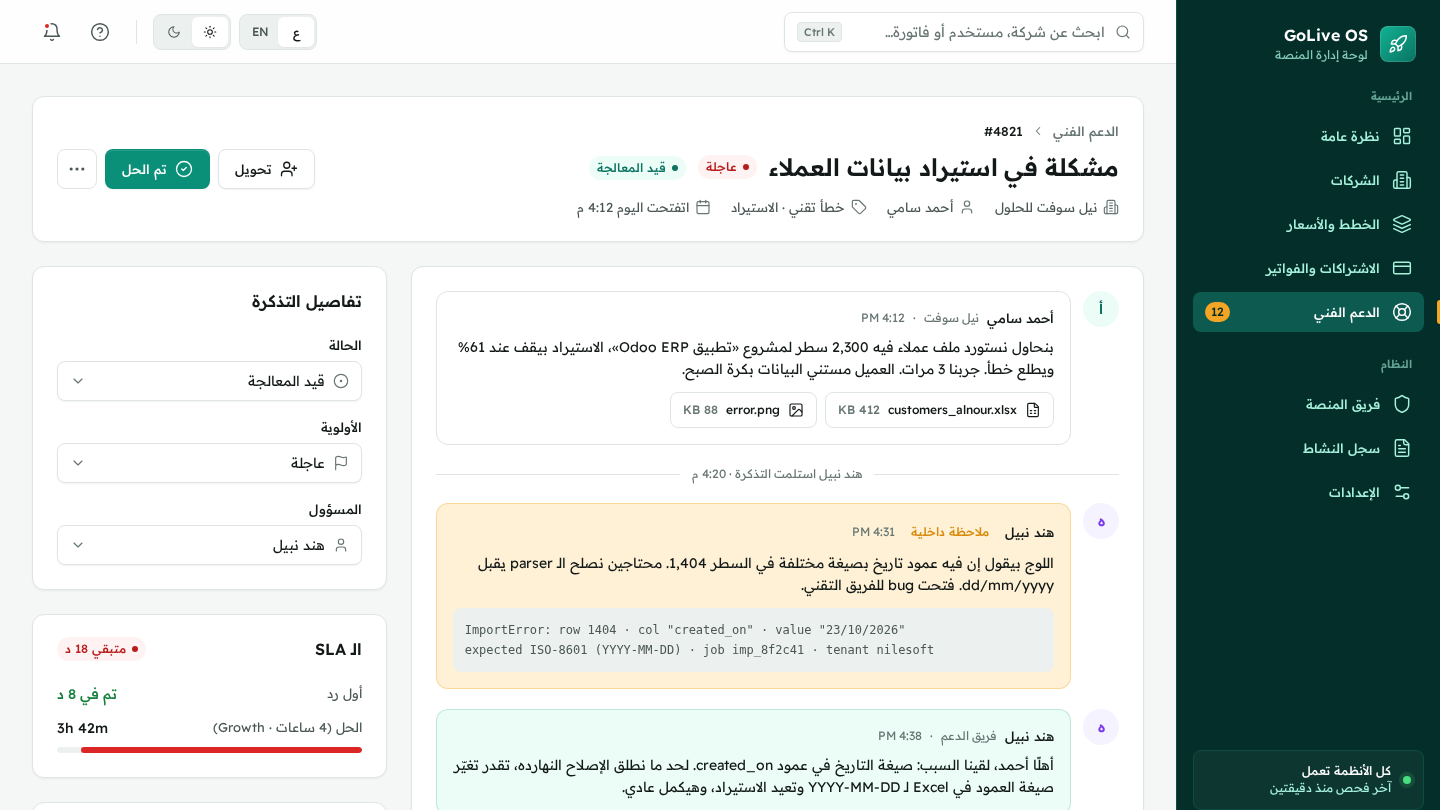 GoLive OS
لوحة إدارة المنصة
الرئيسية
نظرة عامة
الشركات
الخطط والأسعار
الاشتراكات والفواتير
الدعم الفني
12
النظام
فريق المنصة
سجل النشاط
الإعدادات
كل الأنظمة تعمل
آخر فحص منذ دقيقتين
ابحث عن شركة، مستخدم أو فاتورة...
Ctrl K
ع
EN
الدعم الفني
#4821
مشكلة في استيراد بيانات العملاء
عاجلة
قيد المعالجة
نيل سوفت للحلول
أحمد سامي
خطأ تقني · الاستيراد
اتفتحت اليوم 4:12 م
تحويل
تم الحل
أ
أحمد سامي
نيل سوفت · 4:12 PM
بنحاول نستورد ملف عملاء فيه 2,300 سطر لمشروع «تطبيق Odoo ERP»، الاستيراد بيقف عند 61%
ويطلع خطأ. جربنا 3 مرات. العميل مستني البيانات بكرة الصبح.
customers_alnour.xlsx
412 KB
error.png
88 KB
هند نبيل استلمت التذكرة · 4:20 م
ه
هند نبيل
ملاحظة داخلية
4:31 PM
اللوج بيقول إن فيه عمود تاريخ بصيغة مختلفة في السطر 1,404. محتاجين نصلح الـ parser يقبل
dd/mm/yyyy. فتحت bug للفريق التقني.
ImportError: row 1404 · col "created_on" · value "23/10/2026"
expected ISO-8601 (YYYY-MM-DD) · job imp_8f2c41 · tenant nilesoft
ه
هند نبيل
فريق الدعم · 4:38 PM
أهلًا أحمد، لقينا السبب: صيغة التاريخ في عمود created_on. لحد ما نطلق الإصلاح النهارده، تقدر تغيّر
صيغة العمود في Excel لـ YYYY-MM-DD وتعيد الاستيراد، وهيكمل عادي.
تفاصيل التذكرة
الحالة
قيد المعالجة
الأولوية
عاجلة
المسؤول
هند نبيل
الـ SLA
متبقي 18 د
أول رد
تم في 8 د
الحل (4 ساعات · Growth)
3h 42m